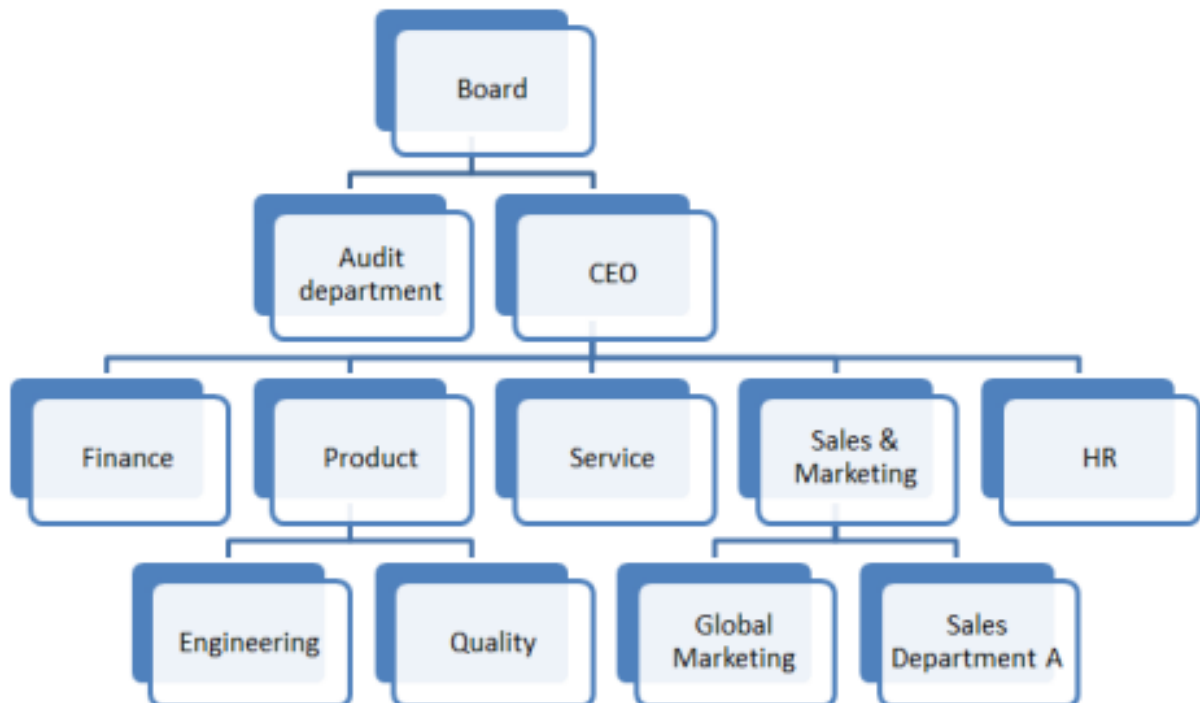 Board
Audit
department
CEO
Finance
Product
Service
Sales &
Marketing
HR
Engineering
Quality
Global
Marketing
Sales
Department A